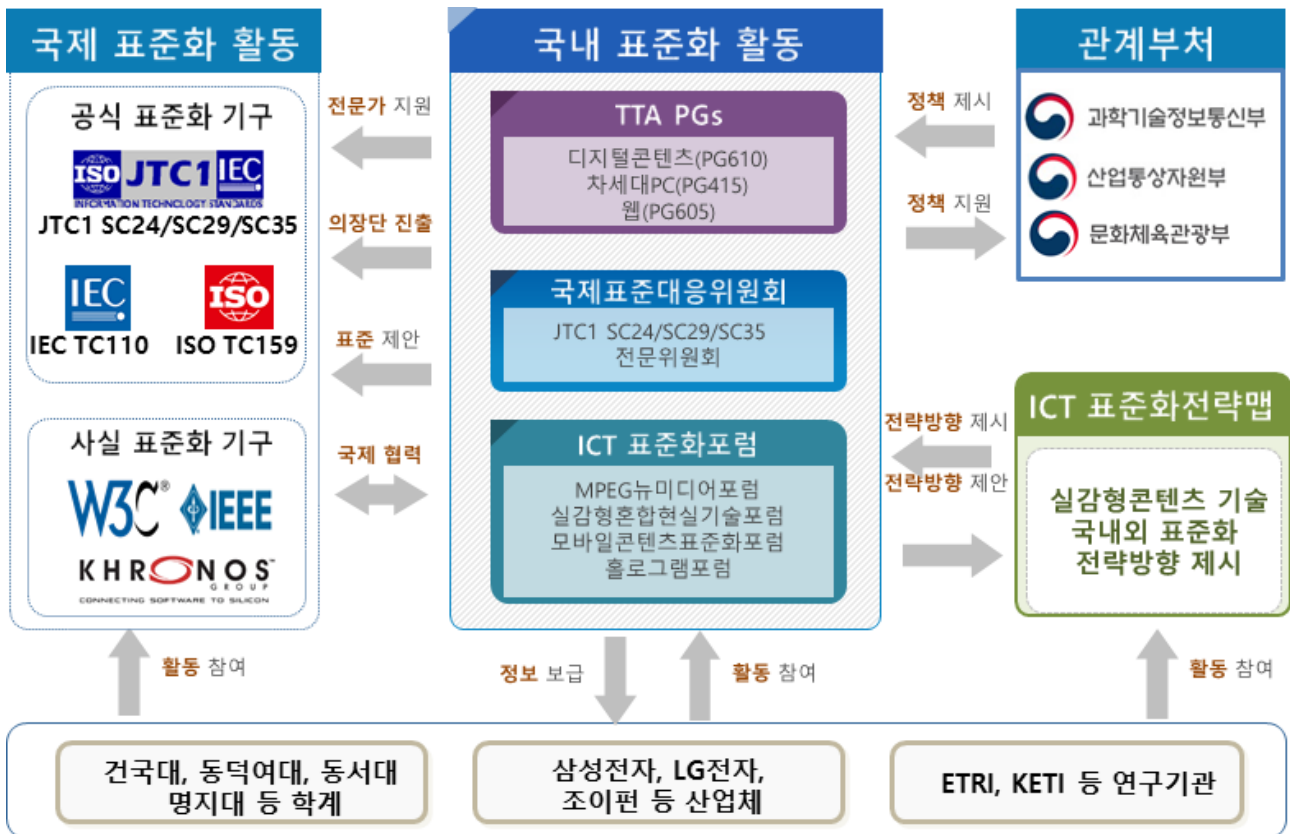 국제 표준화 활동
공식 표준화 기구
ISO JTC1 IEC
INFORMATION TECHNOLOGY STANDARDS
JTC1 SC24/SC29/SC35
IEC
ISO
IEC TC110
ISO TC159
사실 표준화 기구
W3C®
IEEE
KHRONOS™
GROUP
CONNECTING SOFTWARE TO SILICON
전문가 지원
의장단 진출
표준 제안
국제 협력
국내 표준화 활동
TTA PGs
디지털콘텐츠(PG610)
차세대PC(PG415)
웹(PG605)
국제표준대응위원회
JTC1 SC24/SC29/SC35
전문위원회
ICT 표준화포럼
MPEG뉴미디어포럼
실감형혼합현실기술포럼
모바일콘텐츠표준화포럼
홀로그램포럼
정책 제시
정책 지원
전략방향 제시
전략방향 제안
관계부처
과학기술정보통신부
산업통상자원부
문화체육관광부
ICT 표준화전략맵
실감형콘텐츠 기술
국내외 표준화
전략방향 제시
활동 참여
정보 보급
활동 참여
활동 참여
건국대, 동덕여대, 동서대
명지대 등 학계
삼성전자, LG전자,
조이펀 등 산업체
ETRI, KETI 등 연구기관